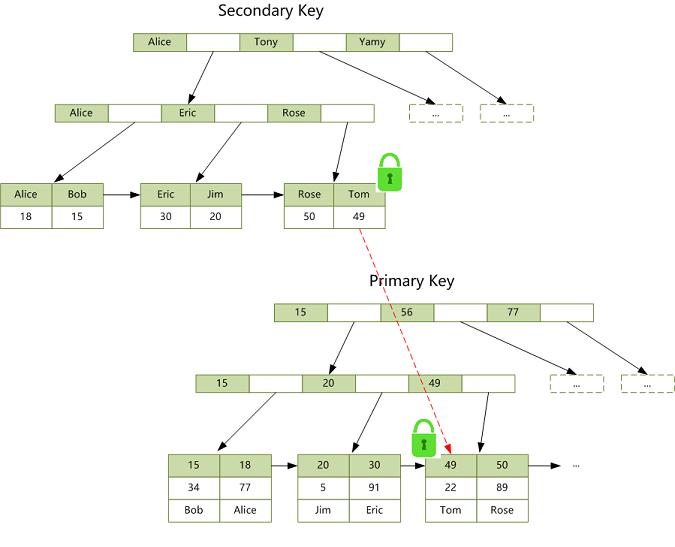 Secondary Key
Alice Tony Yamy
Alice Eric Rose ... ...
Alice Bob Eric Jim Rose Tom
18 15 30 20 50 49
Primary Key
15 56 77
15 20 49 ... ...
15 18 20 30 49 50 ...
34 77 5 91 22 89
Bob Alice Jim Eric Tom Rose